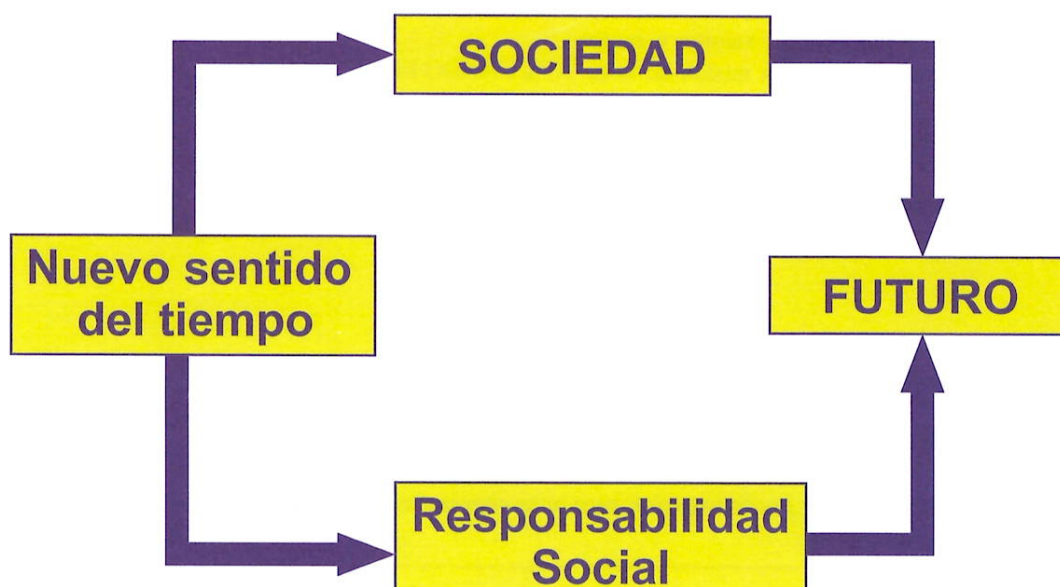 SOCIEDAD
Nuevo sentido
del tiempo
FUTURO
Responsabilidad
Social